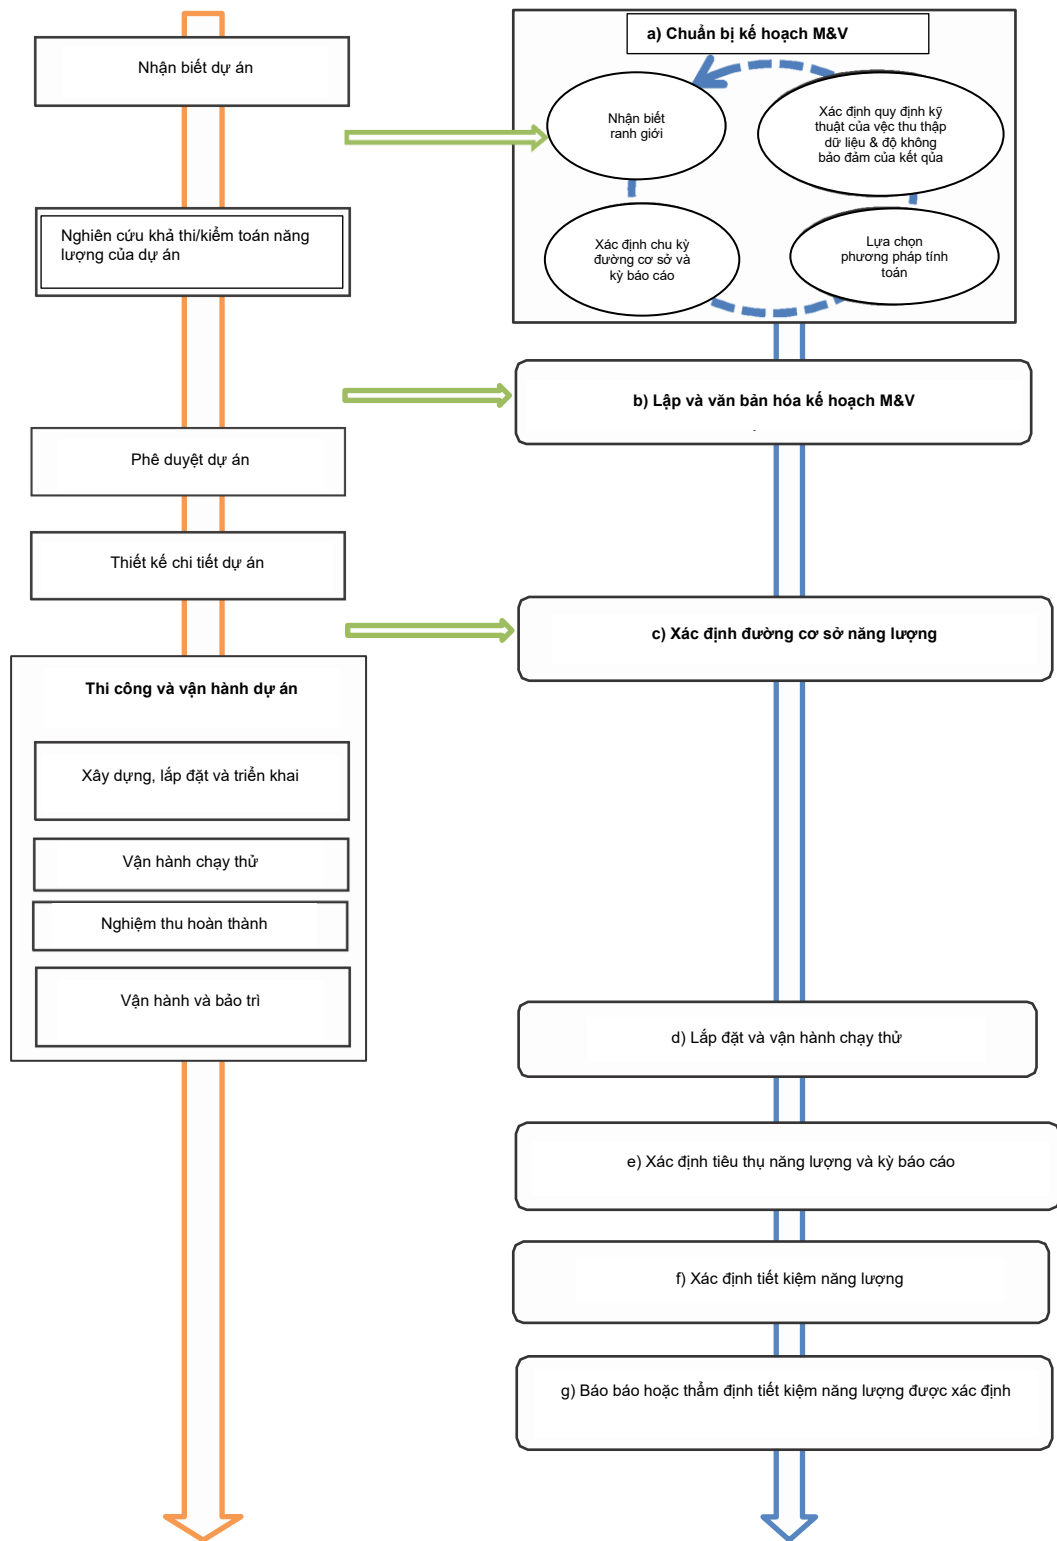 Nhận biết dự án
Nghiên cứu khả thi/kiểm toán năng
lượng của dự án
Phê duyệt dự án
Thiết kế chi tiết dự án
Thi công và vận hành dự án
Xây dựng, lắp đặt và triển khai
Vận hành chạy thử
Nghiệm thu hoàn thành
Vận hành và bảo trì
a) Chuẩn bị kế hoạch M&V
Nhận biết
ranh giới
Xác định quy định kỹ
thuật của vệc thu thập
dữ liệu & độ không
bảo đảm của kết qủa
Xác định chu kỳ
đường cơ sở và
kỳ báo cáo
Lựa chọn
phương pháp tính
toán
b) Lập và văn bản hóa kế hoạch M&V
.
c) Xác định đường cơ sở năng lượng
d) Lắp đặt và vận hành chạy thử
e) Xác định tiêu thụ năng lượng và kỳ báo cáo
f) Xác định tiết kiệm năng lượng
g) Báo báo hoặc thẩm định tiết kiệm năng lượng được xác định